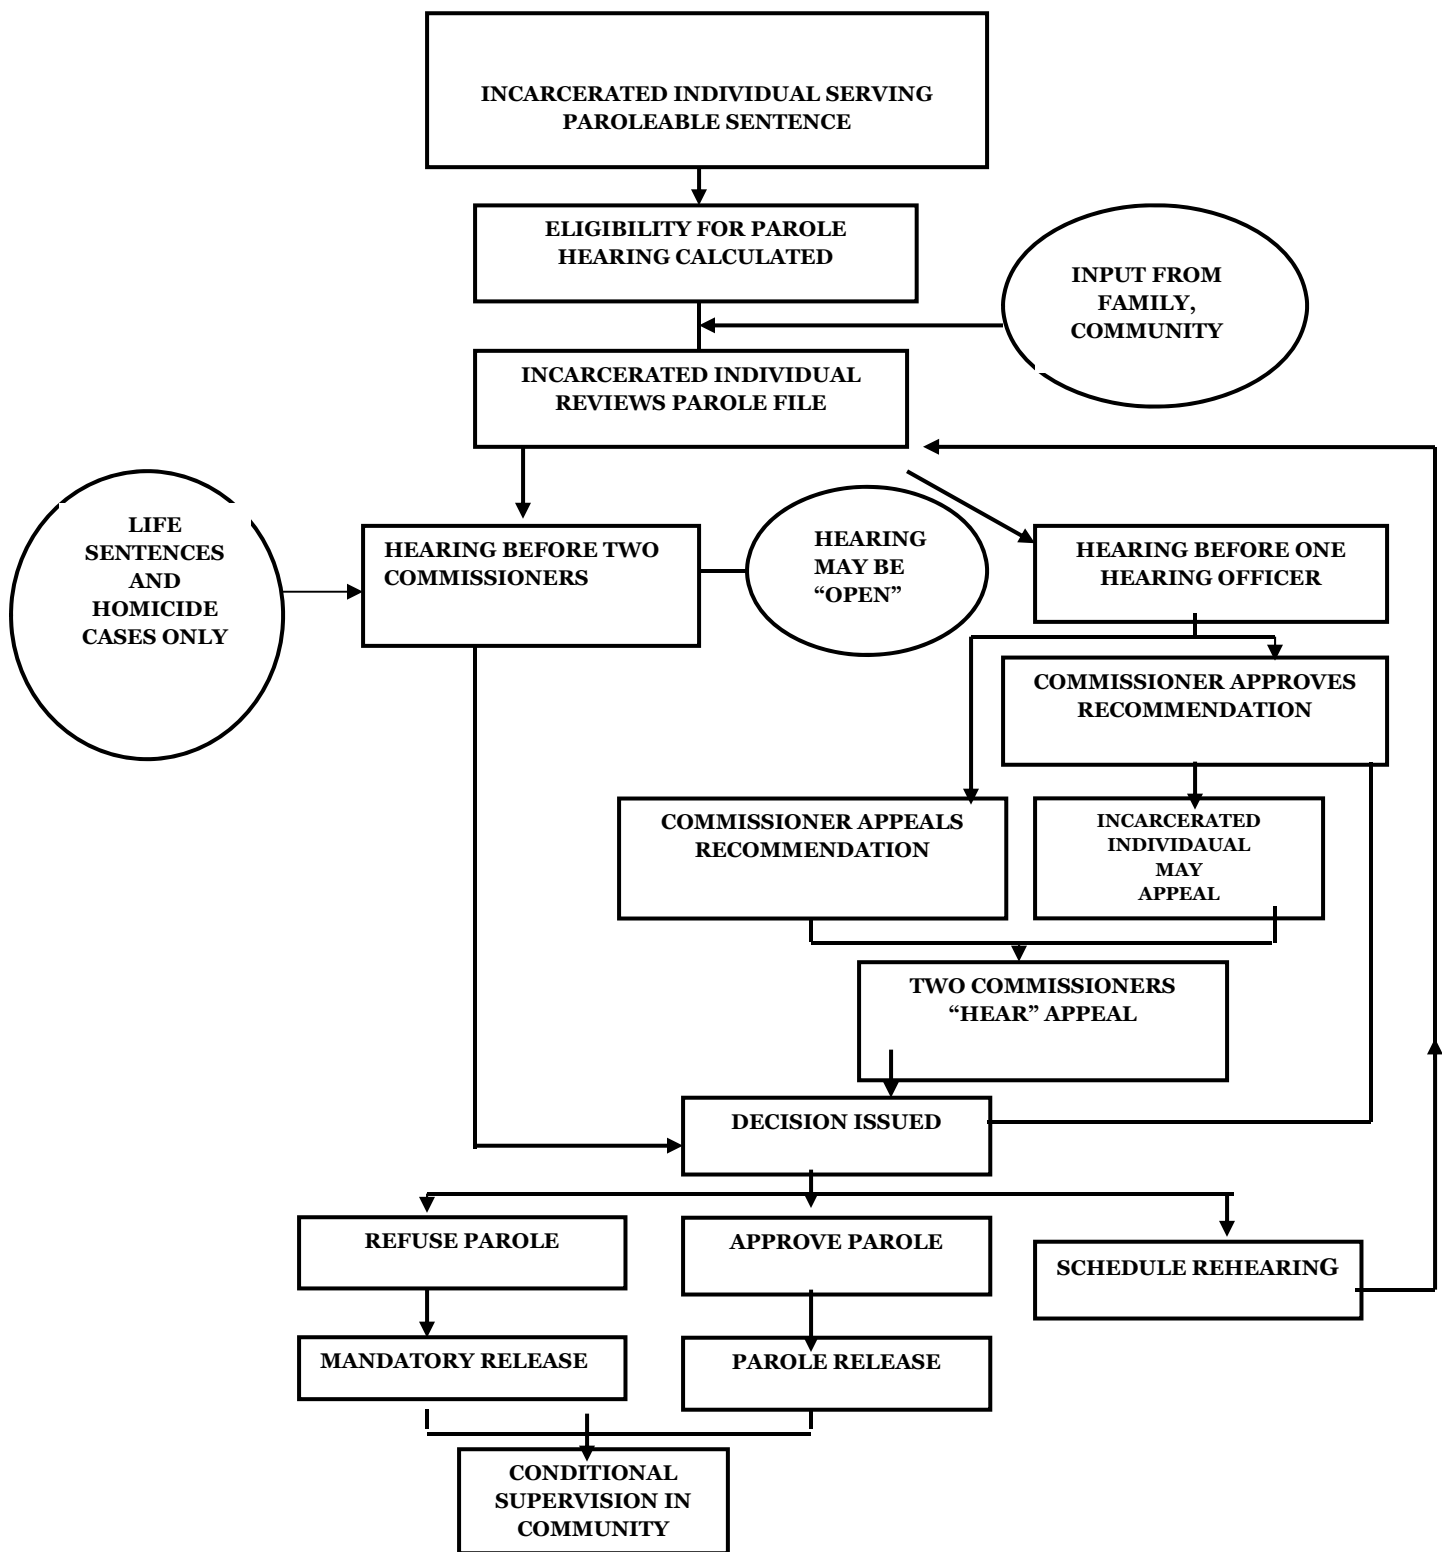 INCARCERATED INDIVIDUAL SERVING
PAROLEABLE SENTENCE
ELIGIBILITY FOR PAROLE
HEARING CALCULATED
INPUT FROM
FAMILY,
COMMUNITY
INCARCERATED INDIVIDUAL
REVIEWS PAROLE FILE
LIFE
SENTENCES
AND
HOMICIDE
CASES ONLY
HEARING BEFORE TWO
COMMISSIONERS
HEARING
MAY BE
“OPEN”
HEARING BEFORE ONE
HEARING OFFICER
COMMISSIONER APPROVES
RECOMMENDATION
COMMISSIONER APPEALS
RECOMMENDATION
INCARCERATED
INDIVIDAUAL
MAY
APPEAL
TWO COMMISSIONERS
“HEAR” APPEAL
DECISION ISSUED
REFUSE PAROLE
APPROVE PAROLE
SCHEDULE REHEARING
MANDATORY RELEASE
PAROLE RELEASE
CONDITIONAL
SUPERVISION IN
COMMUNITY